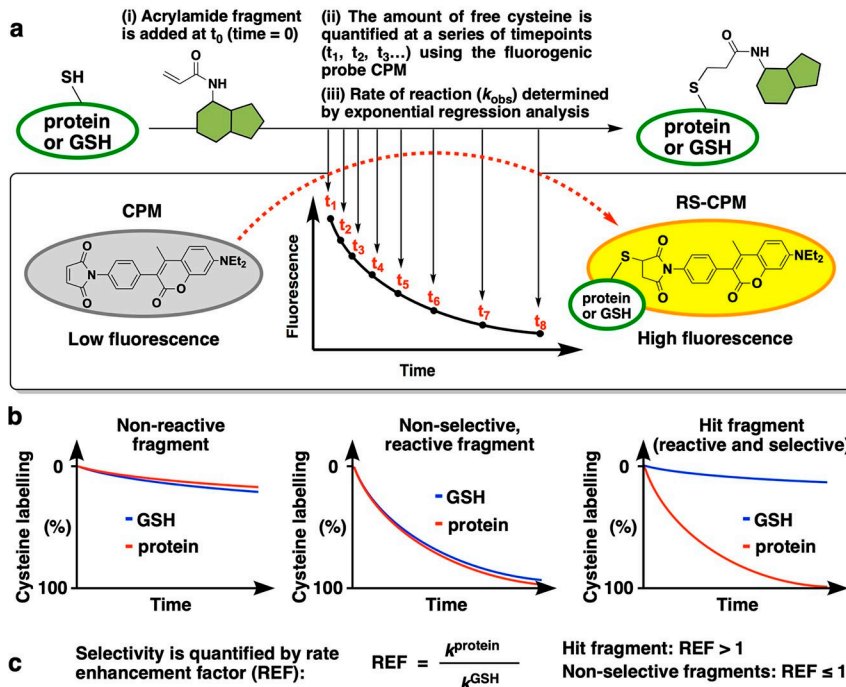 a
(i) Acrylamide fragment
is added at t0 (time = 0)
(ii) The amount of free cysteine is
quantified at a series of timepoints
(t1, t2, t3...) using the fluorogenic
probe CPM
(iii) Rate of reaction (kobs) determined
by exponential regression analysis
SH
protein
or GSH
O
NH
O
NH
S
protein
or GSH
CPM
O
N
O
O
O
NEt2
Low fluorescence
Fluorescence
t1
t2
t3
t4
t5
t6
t7
t8
Time
RS-CPM
S
O
N
O
O
O
NEt2
protein
or GSH
High fluorescence
b
Non-reactive
fragment
Cysteine labelling
(%)
0
100
GSH
protein
Time
Non-selective,
reactive fragment
Cysteine labelling
(%)
0
100
GSH
protein
Time
Hit fragment
(reactive and selective)
Cysteine labelling
(%)
0
100
GSH
protein
Time
c
Selectivity is quantified by rate
enhancement factor (REF):
REF = kprotein
kGSH
Hit fragment: REF > 1
Non-selective fragments: REF ≤ 1